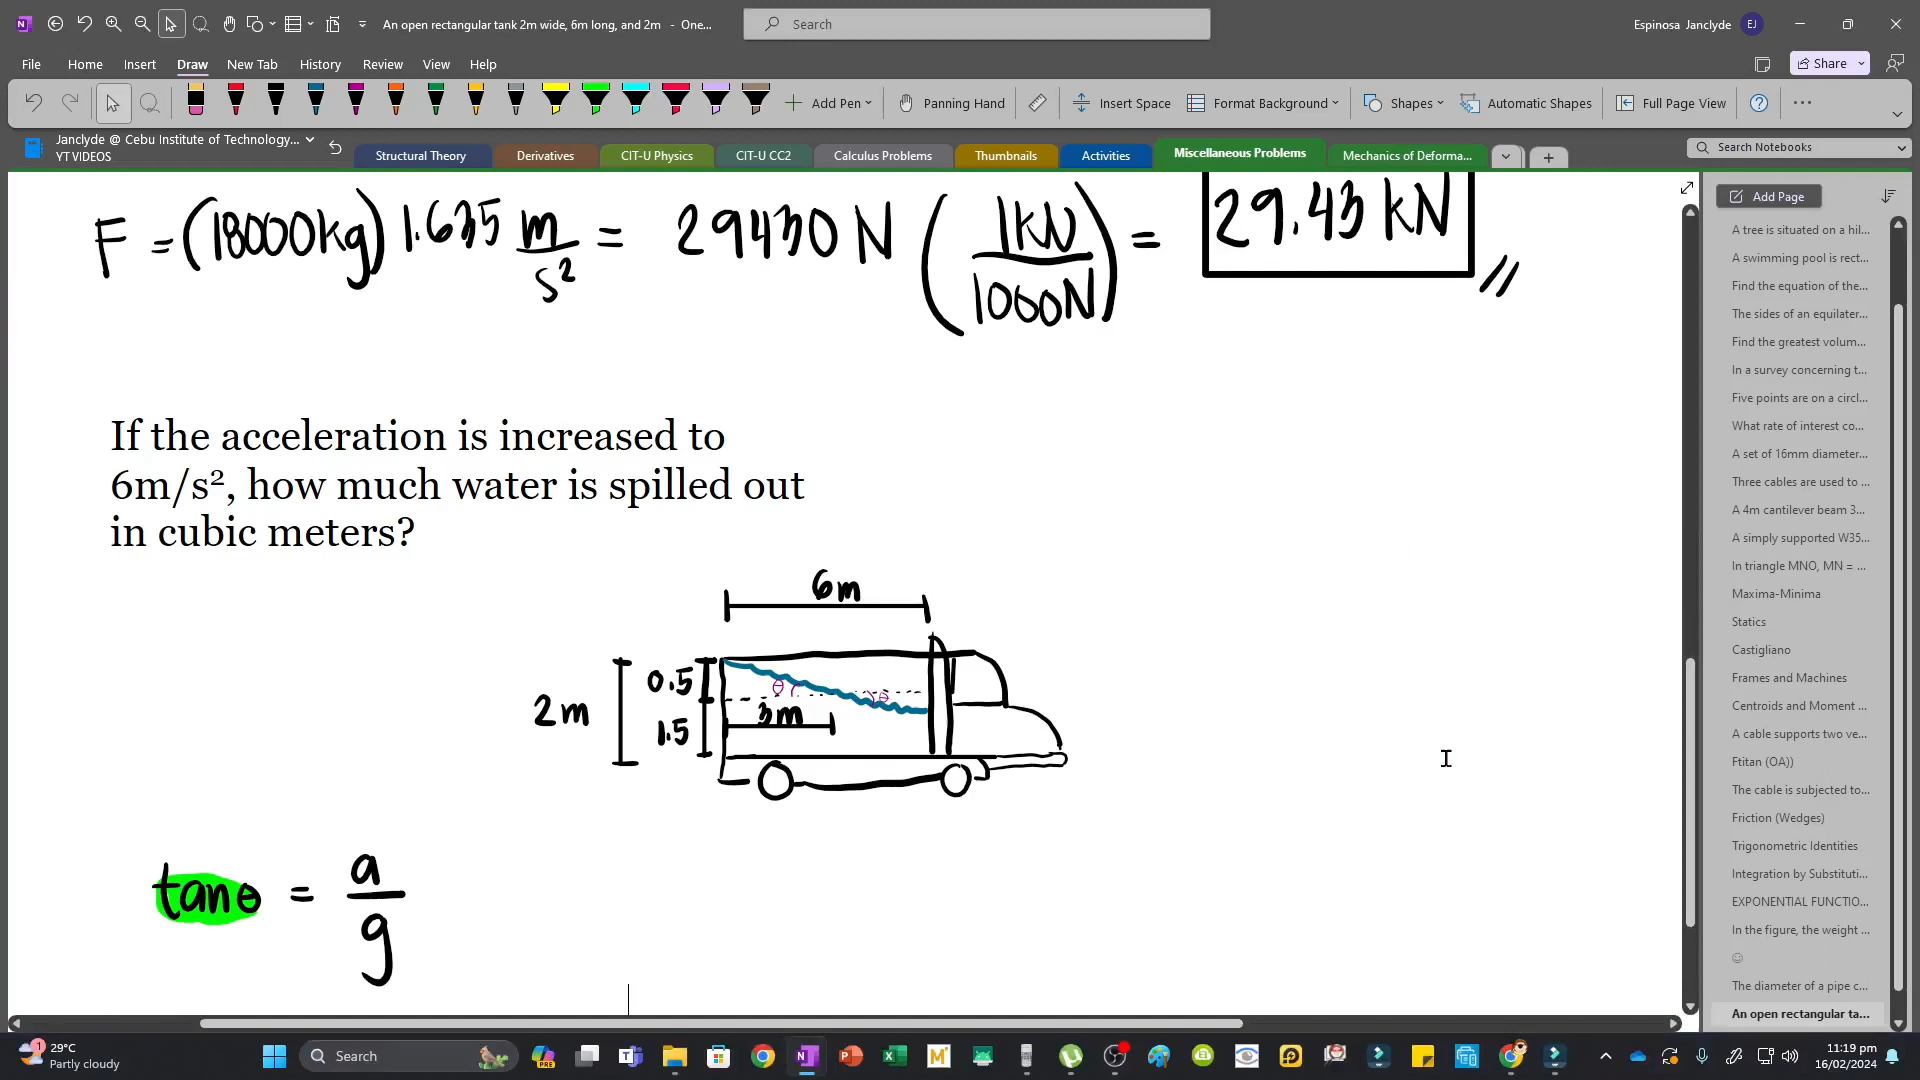 An open rectangular tank 2m wide, 6m long, and 2m - One...
Search
Espinosa Janclyde
EJ
File Home Insert Draw New Tab History Review View Help
Share
Add Pen
Panning Hand
Insert Space
Format Background
Shapes
Automatic Shapes
Full Page View
Janclyde @ Cebu Institute of Technology...
YT VIDEOS
Structural Theory
Derivatives
CIT-U Physics
CIT-U CC2
Calculus Problems
Thumbnails
Activities
Miscellaneous Problems
Mechanics of Deforma...
Search Notebooks
F = (18000kg) 1.635 m/s² = 29430 N (1kN/1000N) = 29.43 kN
If the acceleration is increased to
6m/s², how much water is spilled out
in cubic meters?
6m
0.5
θ
θ
2m
3m
1.5
tanθ = a/g
Add Page
A tree is situated on a hil...
A swimming pool is rect...
Find the equation of the...
The sides of an equilater...
Find the greatest volum...
In a survey concerning t...
Five points are on a circl...
What rate of interest co...
A set of 16mm diameter...
Three cables are used to ...
A 4m cantilever beam 3...
A simply supported W35...
In triangle MNO, MN = ...
Maxima-Minima
Statics
Castigliano
Frames and Machines
Centroids and Moment ...
A cable supports two ve...
Ftitan (OA))
The cable is subjected to...
Friction (Wedges)
Trigonometric Identities
Integration by Substituti...
EXPONENTIAL FUNCTIO...
In the figure, the weight ...
The diameter of a pipe c...
An open rectangular ta...
1
29°C
Partly cloudy
Search
PRE
11:19 pm
16/02/2024